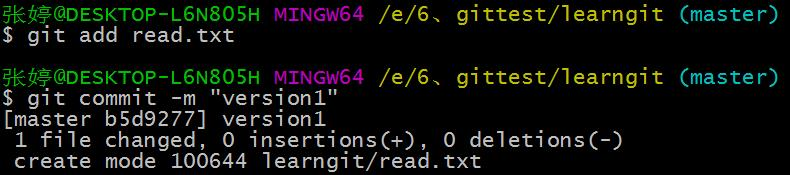 张婷@DESKTOP-L6N8O5H MINGW64 /e/6、gittest/learngit (master)
$ git add read.txt
张婷@DESKTOP-L6N8O5H MINGW64 /e/6、gittest/learngit (master)
$ git commit -m "version1"
[master b5d9277] version1
1 file changed, 0 insertions(+), 0 deletions(-)
create mode 100644 learngit/read.txt